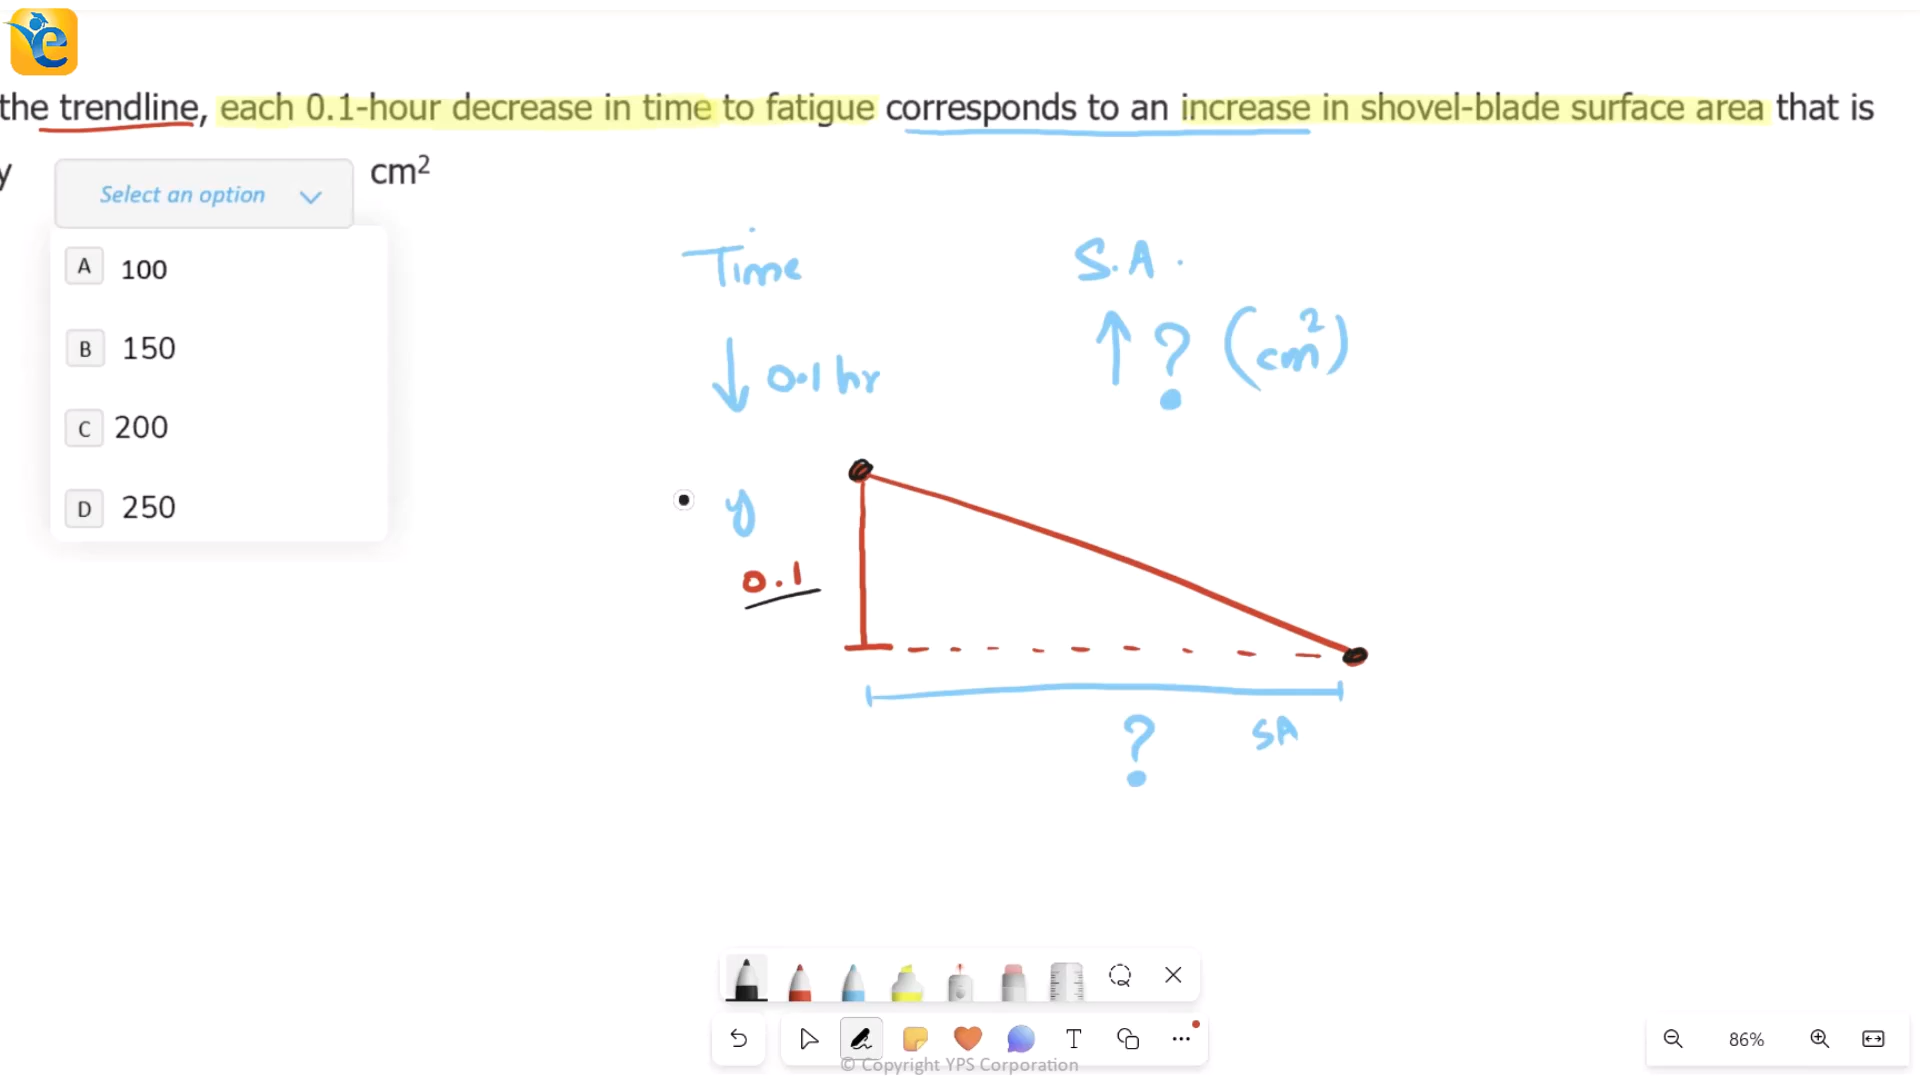 e
the trendline, each 0.1-hour decrease in time to fatigue corresponds to an increase in shovel-blade surface area that is
y Select an option cm²
A 100
B 150
C 200
D 250
Time S.A.
↓ 0.1 hr ↑ ? (cm²)
y
0.1
? SA
T
86%
© Copyright YPS Corporation